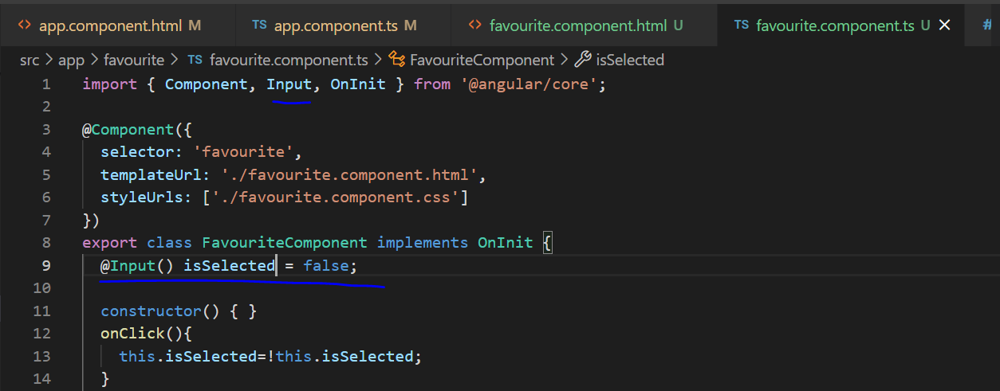 <> app.component.html M TS app.component.ts M <> favourite.component.html U TS favourite.component.ts U × #
src > app > favourite > TS favourite.component.ts > FavouriteComponent > isSelected
1 import { Component, Input, OnInit } from '@angular/core';
2
3 @Component({
4 selector: 'favourite',
5 templateUrl: './favourite.component.html',
6 styleUrls: ['./favourite.component.css']
7 })
8 export class FavouriteComponent implements OnInit {
9 @Input() isSelected = false;
10
11 constructor() { }
12 onClick(){
13 this.isSelected=!this.isSelected;
14 }